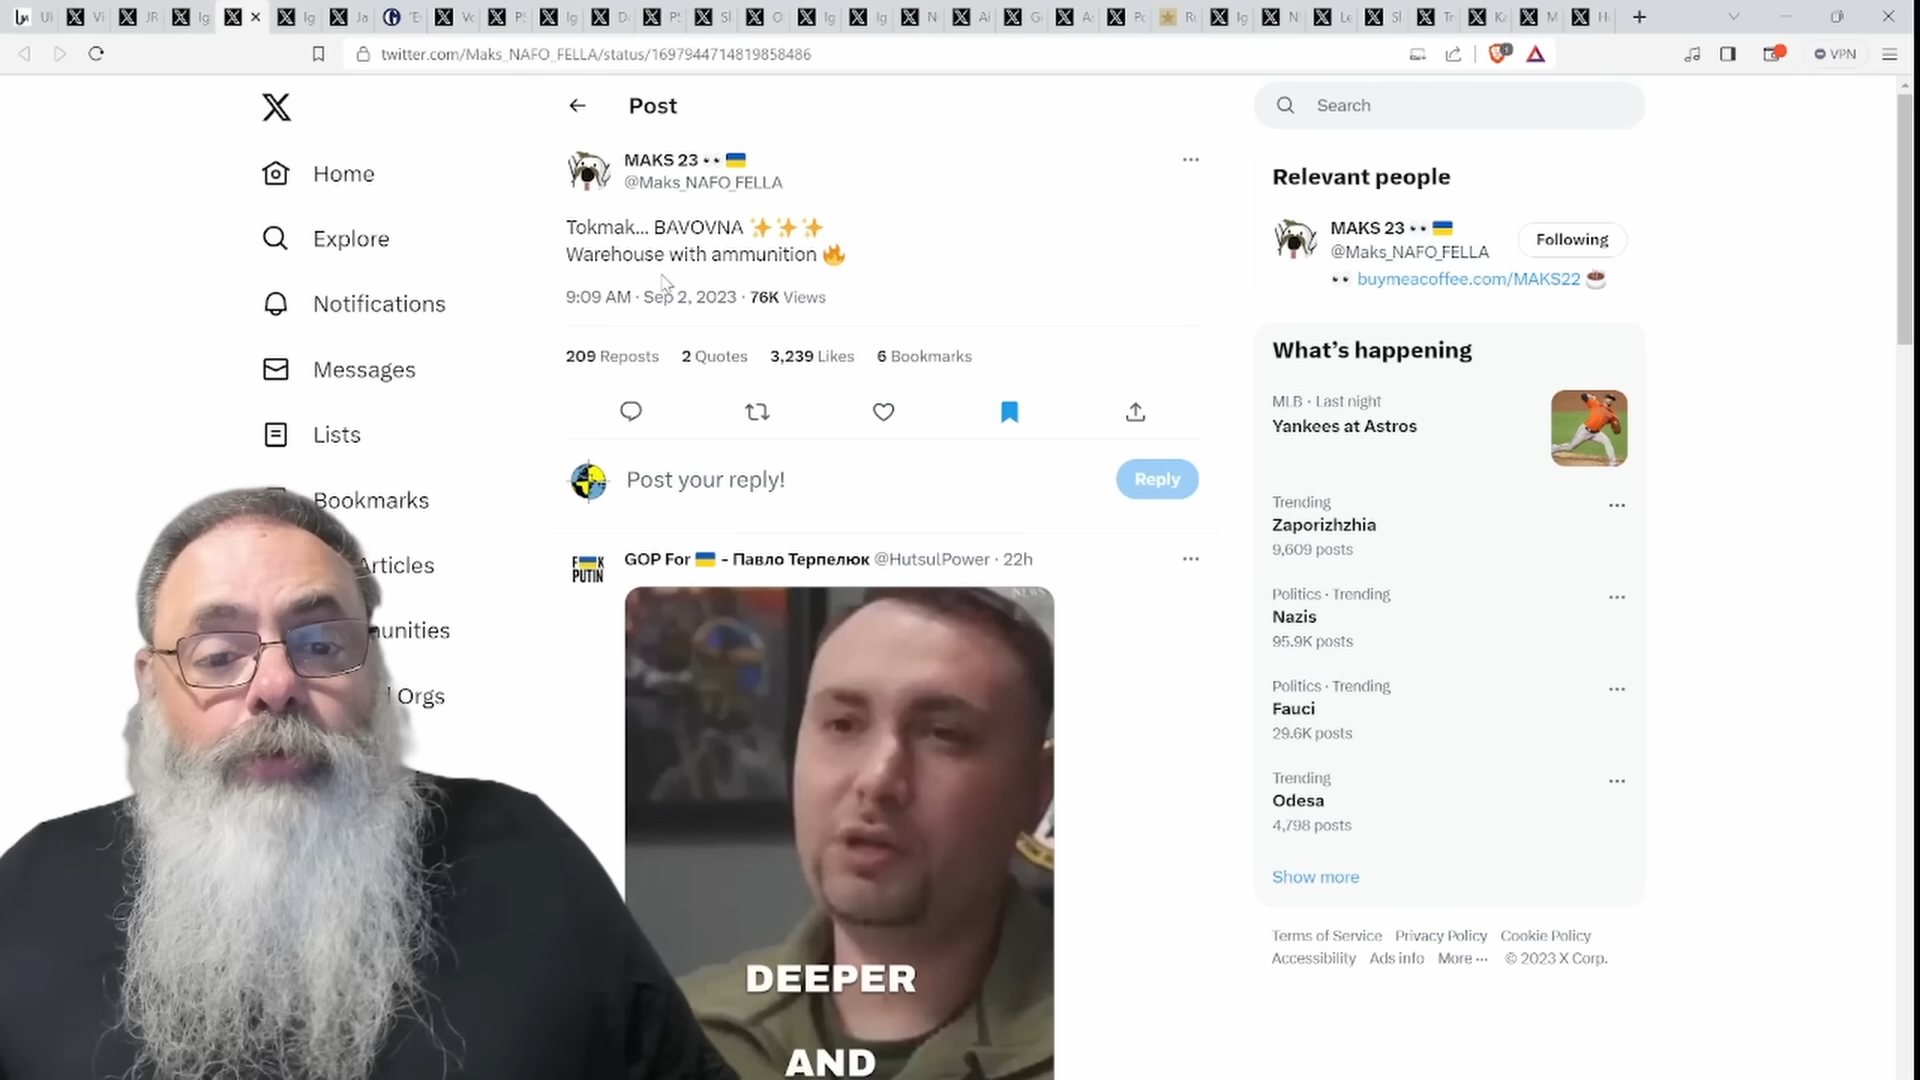 twitter.com/Maks_NAFO_FELLA/status/1697944714819858486
VPN
Home
Explore
Notifications
Messages
Lists
Bookmarks
Articles
Orgs
Post
MAKS 23
@Maks_NAFO_FELLA
Tokmak... BAVOVNA ✨✨✨
Warehouse with ammunition 🔥
9:09 AM · Sep 2, 2023 · 76K Views
209 Reposts 2 Quotes 3,239 Likes 6 Bookmarks
Post your reply!
Reply
F K
PUTIN
GOP For 🇺🇦 - Павло Терпелюк @HutsulPower · 22h
NEWS
DEEPER
AND
Search
Relevant people
MAKS 23
@Maks_NAFO_FELLA
Following
buymeacoffee.com/MAKS22
What's happening
MLB · Last night
Yankees at Astros
Trending
Zaporizhzhia
9,609 posts
Politics · Trending
Nazis
95.9K posts
Politics · Trending
Fauci
29.6K posts
Trending
Odesa
4,798 posts
Show more
Terms of Service Privacy Policy Cookie Policy
Accessibility Ads info More ··· © 2023 X Corp.